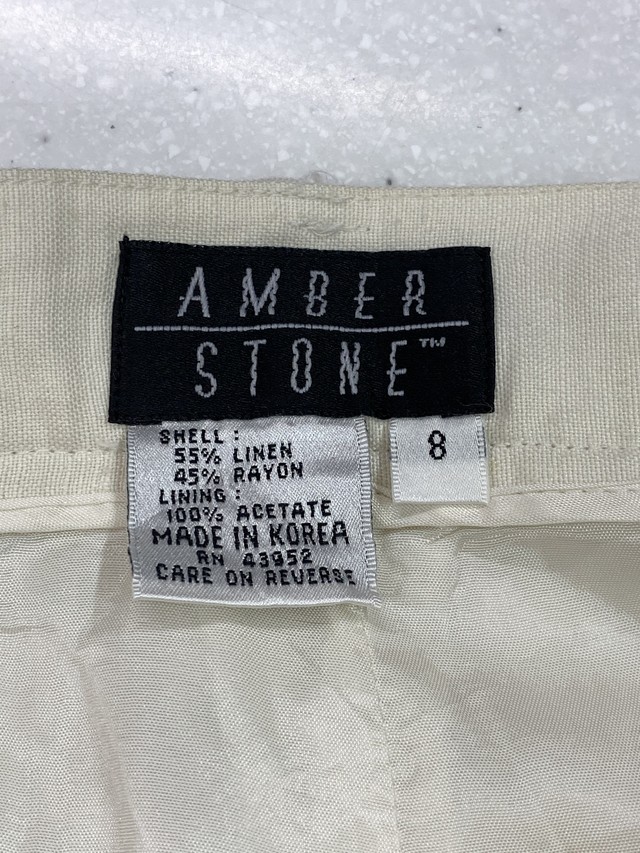 AMBER
STONE™
8
SHELL:
55% LINEN
45% RAYON
LINING:
100% ACETATE
MADE IN KOREA
RN 43952
CARE ON REVERSE